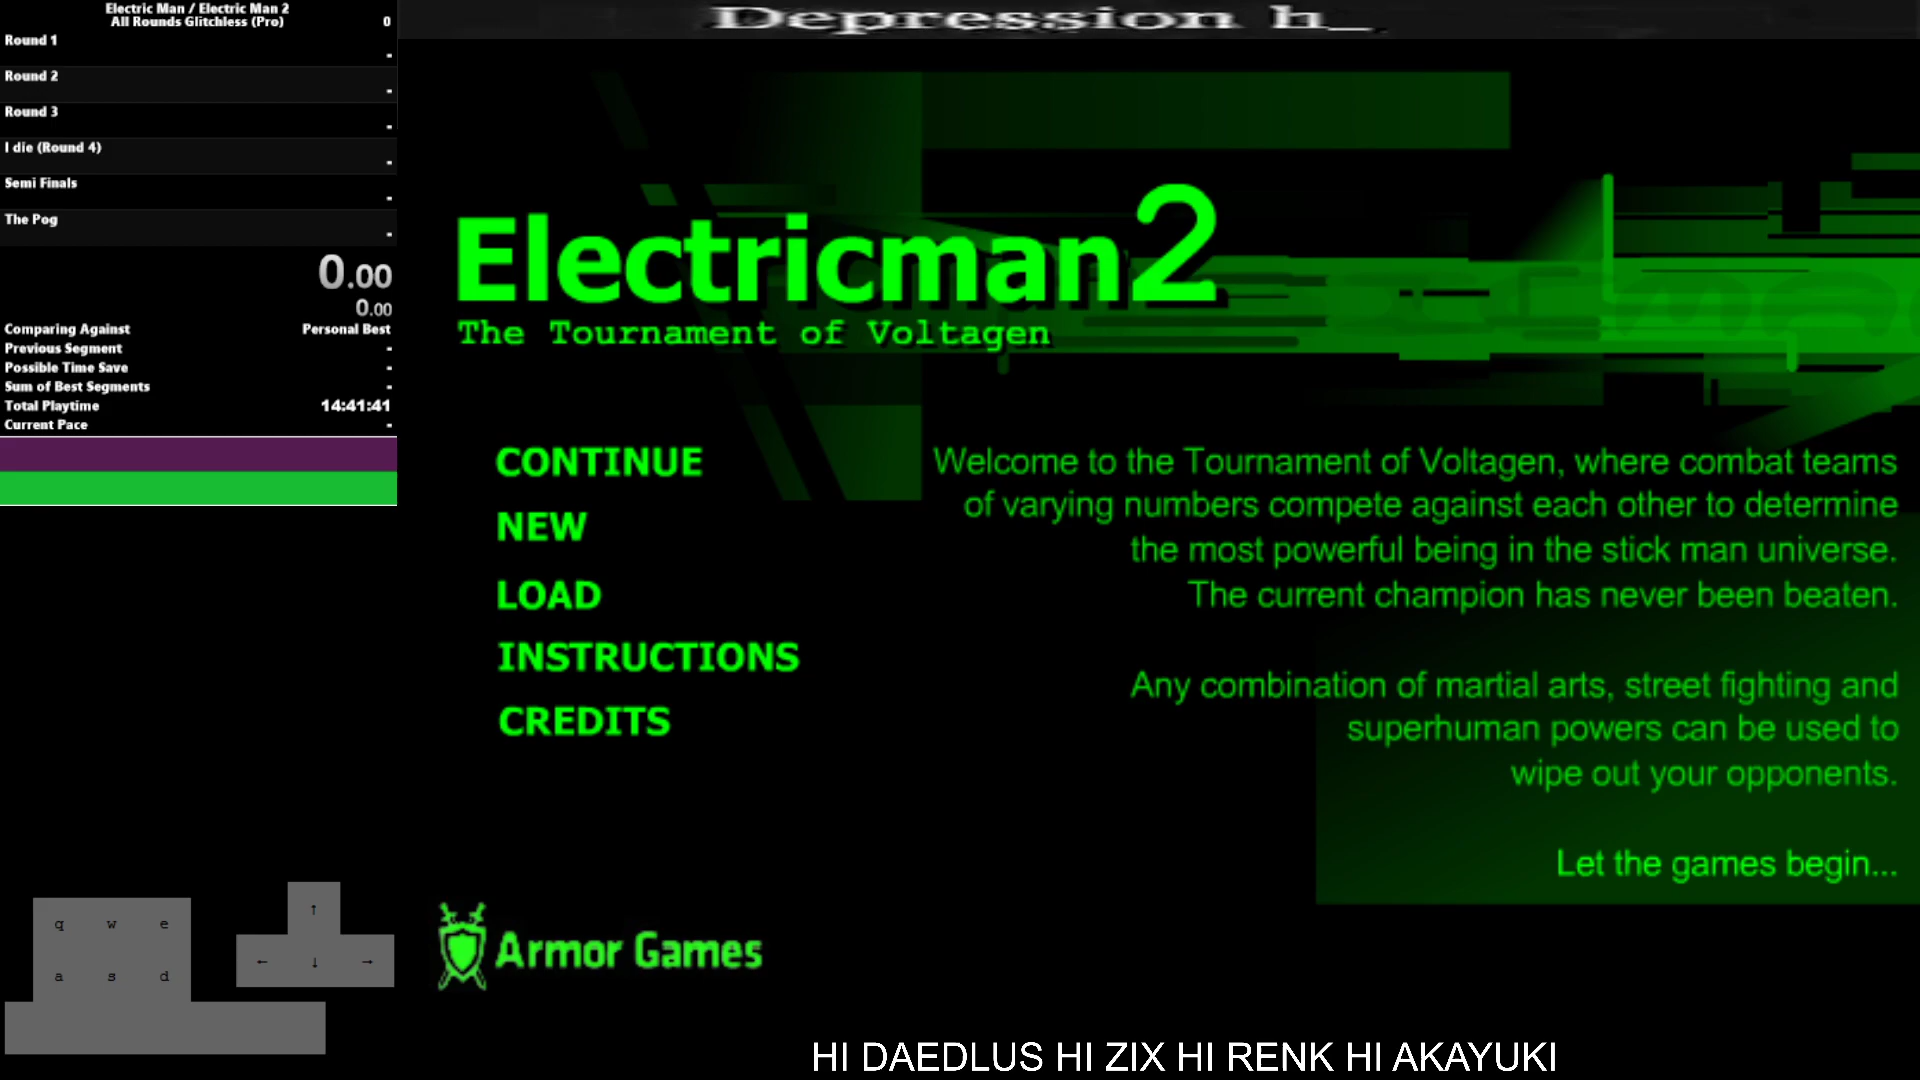 Electric Man / Electric Man 2
All Rounds Glitchless (Pro) 0
Round 1
-
Round 2
-
Round 3
-
I die (Round 4)
-
Semi Finals
-
The Pog
-
0.00
0.00
Comparing Against Personal Best
Previous Segment -
Possible Time Save -
Sum of Best Segments -
Total Playtime 14:41:41
Current Pace -
Depression h_
Electricman2
The Tournament of Voltagen
CONTINUE
NEW
LOAD
INSTRUCTIONS
CREDITS
Welcome to the Tournament of Voltagen, where combat teams
of varying numbers compete against each other to determine
the most powerful being in the stick man universe.
The current champion has never been beaten.
Any combination of martial arts, street fighting and
superhuman powers can be used to
wipe out your opponents.
Let the games begin...
Armor Games
q w e
a s d
↑
← ↓ →
HI DAEDLUS HI ZIX HI RENK HI AKAYUKI